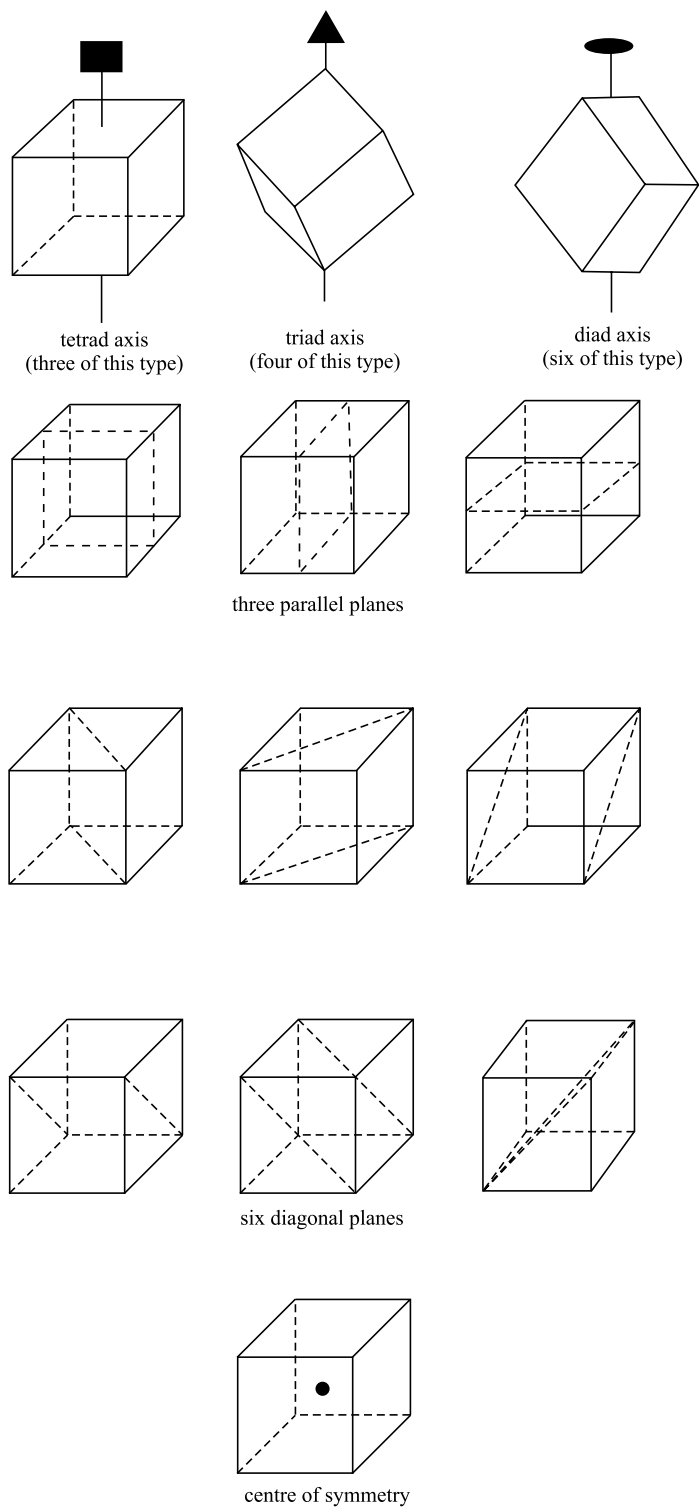 tetrad axis
(three of this type)
triad axis
(four of this type)
diad axis
(six of this type)
three parallel planes
six diagonal planes
centre of symmetry